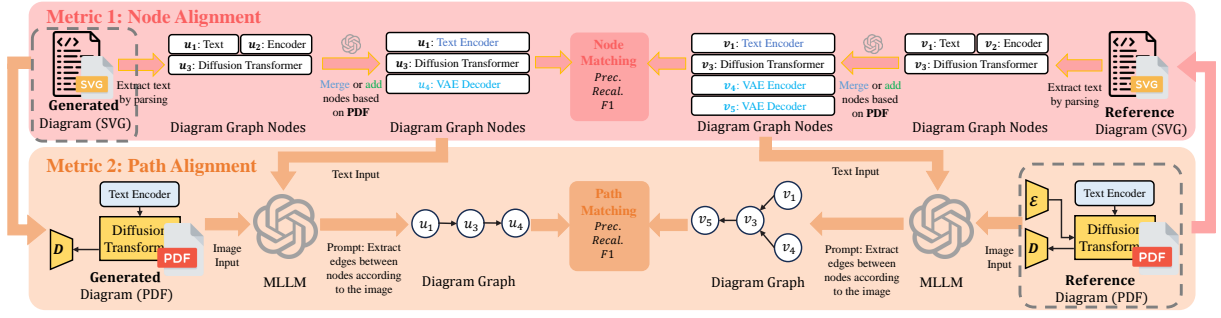 Metric 1: Node Alignment
SVG
Generated
Diagram (SVG)
Extract text
by parsing
u₁: Text
u₂: Encoder
u₃: Diffusion Transformer
Diagram Graph Nodes
Merge or add
nodes based
on PDF
u₁: Text Encoder
u₃: Diffusion Transformer
u₄: VAE Decoder
Diagram Graph Nodes
Node
Matching
Prec.
Recal.
F1
v₁: Text Encoder
v₃: Diffusion Transformer
v₄: VAE Encoder
v₅: VAE Decoder
Diagram Graph Nodes
Merge or add
nodes based
on PDF
v₁: Text
v₂: Encoder
v₃: Diffusion Transformer
Diagram Graph Nodes
Extract text
by parsing
SVG
Reference
Diagram (SVG)
Metric 2: Path Alignment
Text Encoder
Diffusion
Transform
D
PDF
Generated
Diagram (PDF)
Image
Input
Text Input
MLLM
Prompt: Extract
edges between
nodes according
to the image
u₁
u₃
u₄
Diagram Graph
Path
Matching
Prec.
Recal.
F1
v₅
v₃
v₁
v₄
Diagram Graph
Prompt: Extract
edges between
nodes according
to the image
Text Input
MLLM
Image
Input
ℰ
D
Text Encoder
Diffusion
Transform
PDF
Reference
Diagram (PDF)